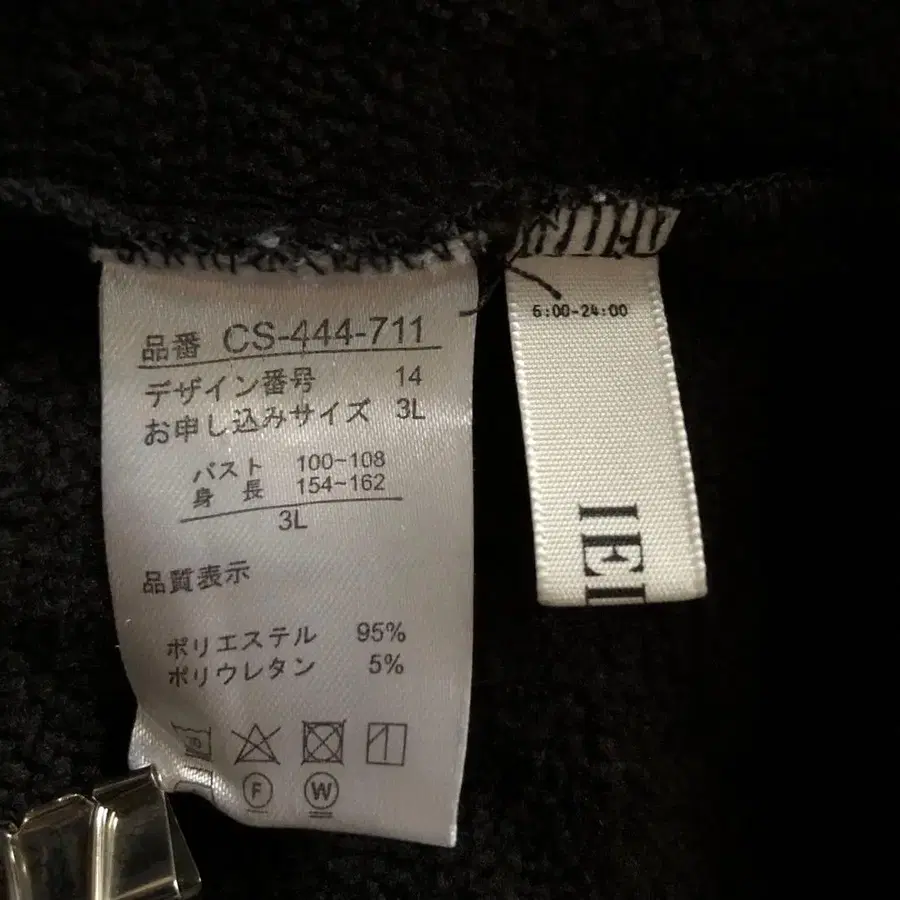 品番 CS-444-711
デザイン番号 14
お申し込みサイズ 3L
バスト 100~108
身長 154~162
3L
品質表示
ポリエステル 95%
ポリウレタン 5%
F W
6:00-24:00